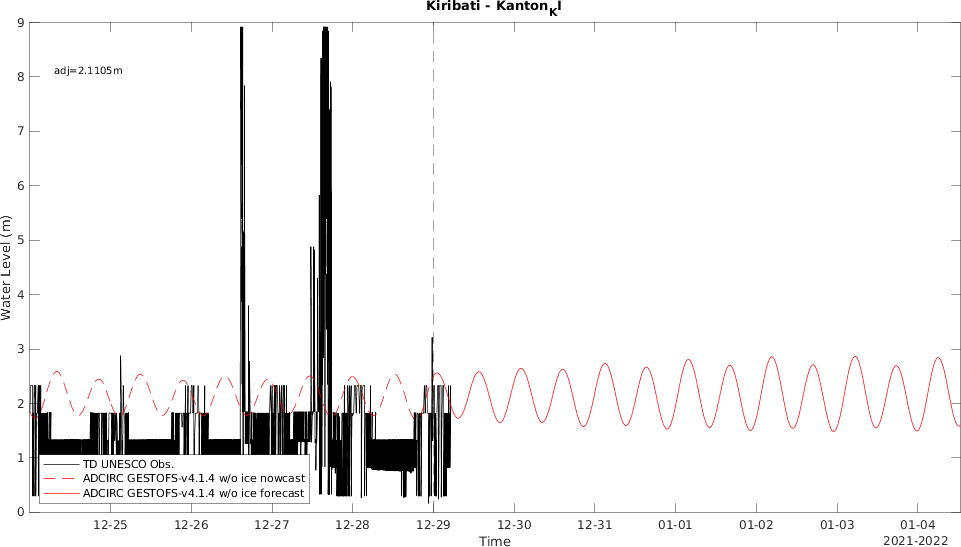 Kiribati - Kanton_KI
9
8
7
6
5
4
3
2
1
0
Water Level (m)
adj=2.1105m
TD UNESCO Obs.
ADCIRC GESTOFS-v4.1.4 w/o ice nowcast
ADCIRC GESTOFS-v4.1.4 w/o ice forecast
12-25 12-26 12-27 12-28 12-29 12-30 12-31 01-01 01-02 01-03 01-04
Time
2021-2022